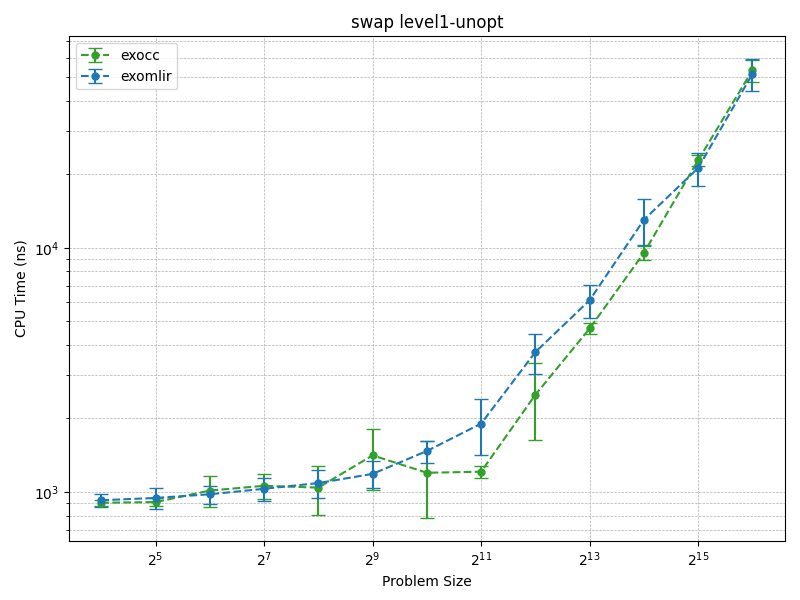 swap level1-unopt
exocc
exomlir
CPU Time (ns)
10^4
10^3
2^5 2^7 2^9 2^11 2^13 2^15
Problem Size